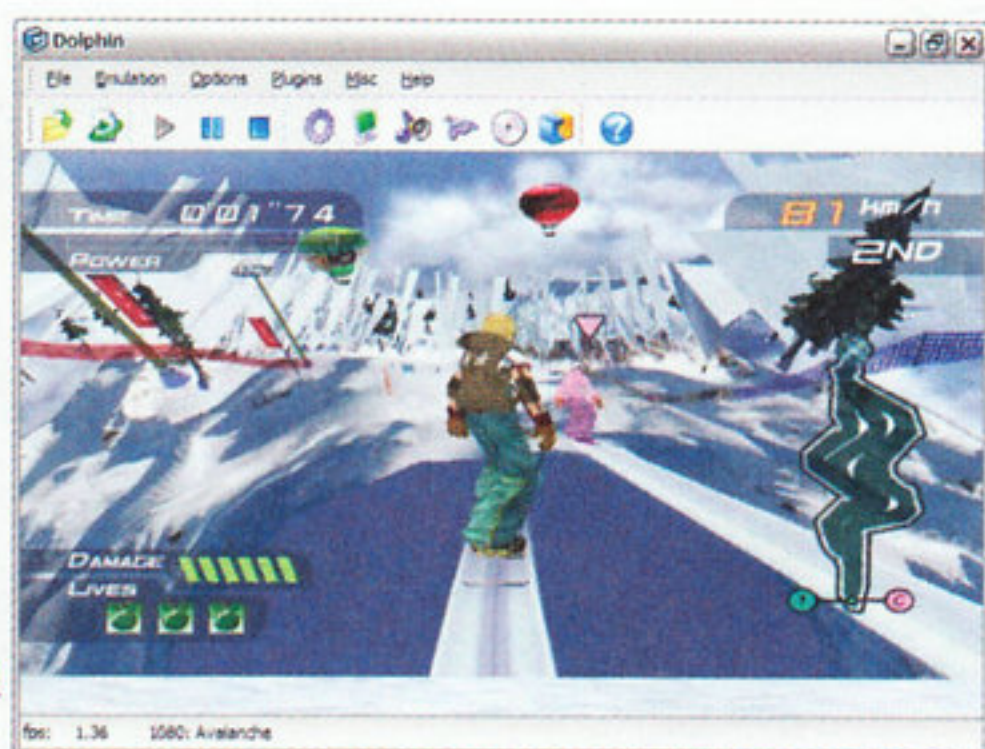 Dolphin
File Emulation Options Plugins Misc Help
TIME 0'01"74
81 km/h
POWER
2ND
DAMAGE
LIVES
fps: 1.36 1080: Avalanche